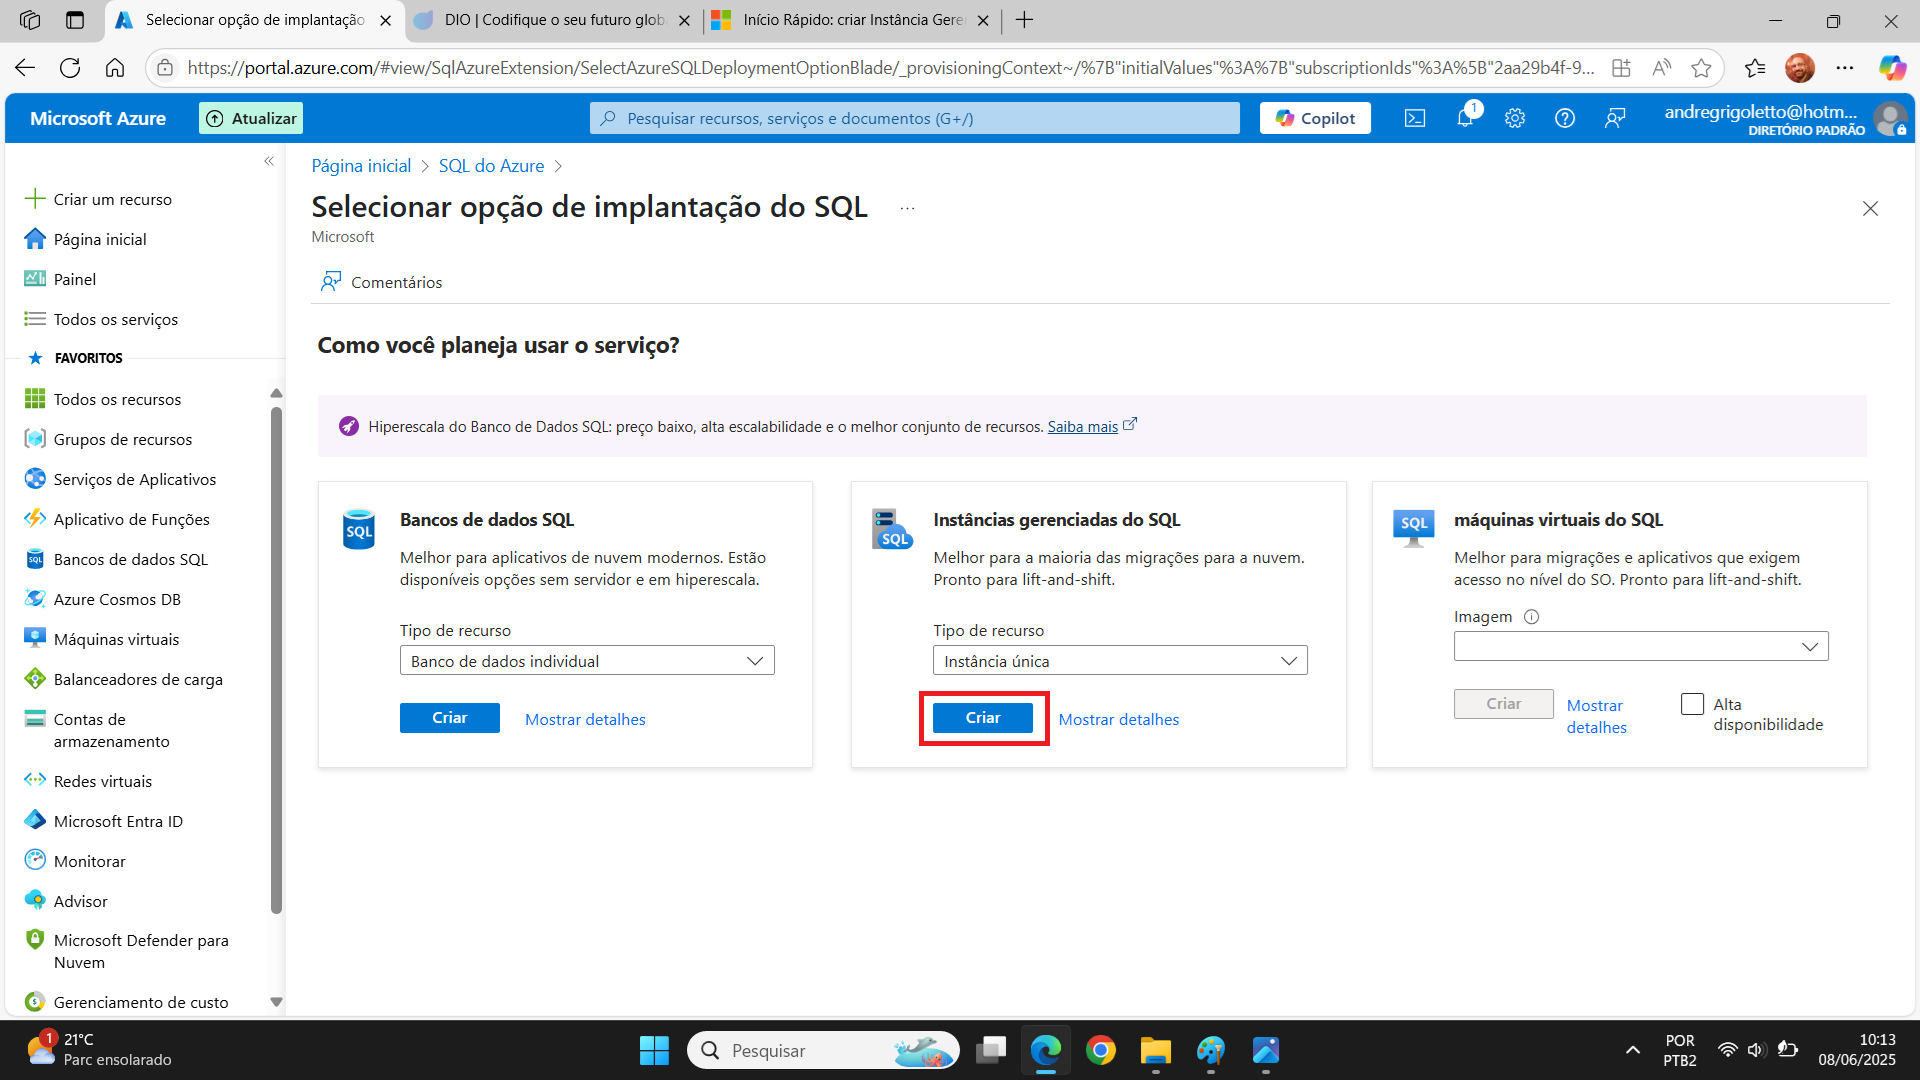 Selecionar opção de implantação
DIO | Codifique o seu futuro glob
Início Rápido: criar Instância Gere
https://portal.azure.com/#view/SqlAzureExtension/SelectAzureSQLDeploymentOptionBlade/_provisioningContext~/%7B"initialValues"%3A%7B"subscriptionIds"%3A%5B"2aa29b4f-9...
Microsoft Azure
Atualizar
Pesquisar recursos, serviços e documentos (G+/)
Copilot
1
andregrigoletto@hotm...
DIRETÓRIO PADRÃO
Criar um recurso
Página inicial
Painel
Todos os serviços
FAVORITOS
Todos os recursos
Grupos de recursos
Serviços de Aplicativos
Aplicativo de Funções
Bancos de dados SQL
Azure Cosmos DB
Máquinas virtuais
Balanceadores de carga
Contas de
armazenamento
Redes virtuais
Microsoft Entra ID
Monitorar
Advisor
Microsoft Defender para
Nuvem
Gerenciamento de custo
Página inicial > SQL do Azure >
Selecionar opção de implantação do SQL ...
Microsoft
Comentários
Como você planeja usar o serviço?
Hiperescala do Banco de Dados SQL: preço baixo, alta escalabilidade e o melhor conjunto de recursos. Saiba mais
SQL
Bancos de dados SQL
Melhor para aplicativos de nuvem modernos. Estão
disponíveis opções sem servidor e em hiperescala.
Tipo de recurso
Banco de dados individual
Criar
Mostrar detalhes
SQL
Instâncias gerenciadas do SQL
Melhor para a maioria das migrações para a nuvem.
Pronto para lift-and-shift.
Tipo de recurso
Instância única
Criar
Mostrar detalhes
SQL
máquinas virtuais do SQL
Melhor para migrações e aplicativos que exigem
acesso no nível do SO. Pronto para lift-and-shift.
Imagem
Criar
Mostrar
detalhes
Alta
disponibilidade
1
21°C
Parc ensolarado
Pesquisar
POR
PTB2
10:13
08/06/2025